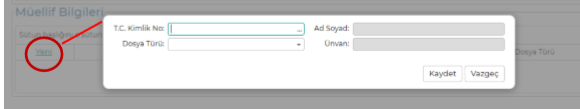 Müellif Bilgileri
T.C. Kimlik No: ... Ad Soyad:
Dosya Türü: Ünvan:
Yeni Dosya Türü
Kaydet Vazgeç